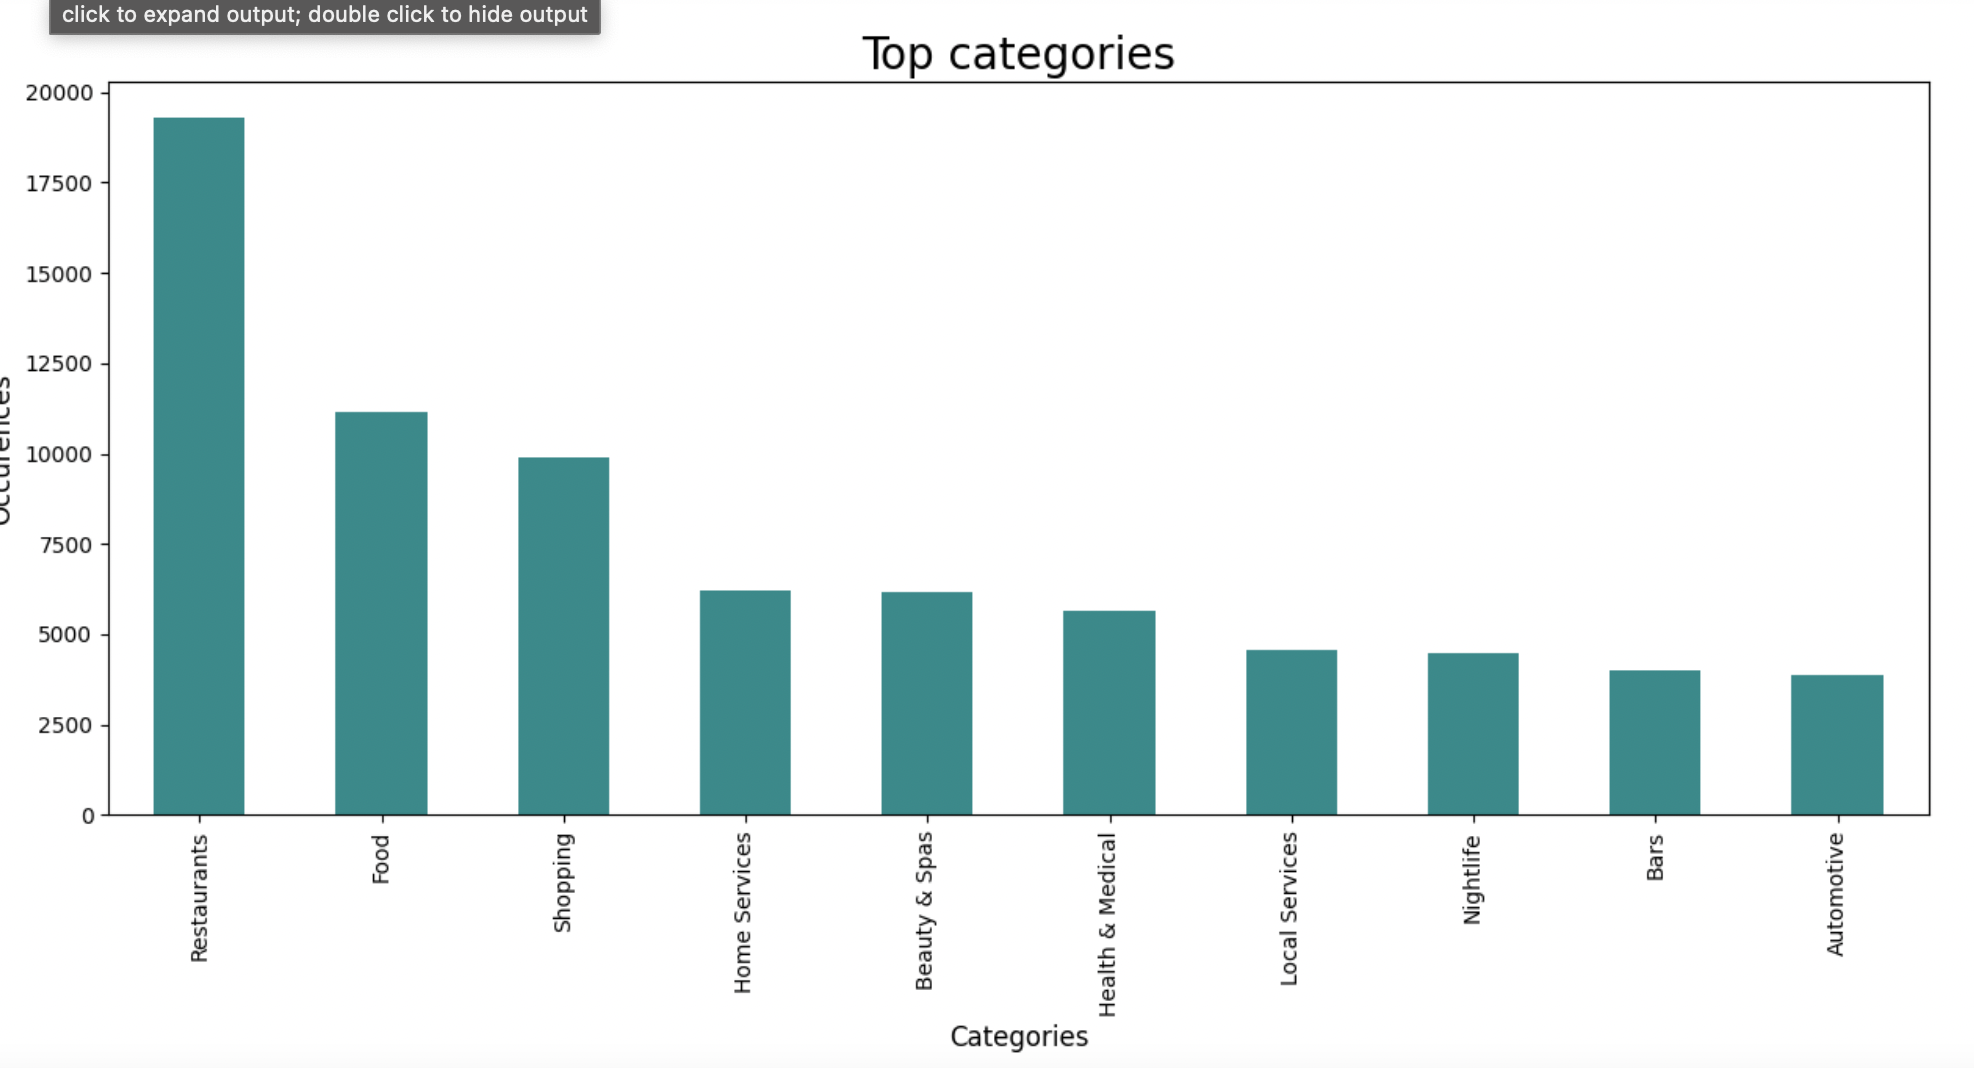 click to expand output; double click to hide output
Top categories
20000
17500
15000
12500
10000
7500
5000
2500
0
Occurences
Restaurants
Food
Shopping
Home Services
Beauty & Spas
Health & Medical
Local Services
Nightlife
Bars
Automotive
Categories